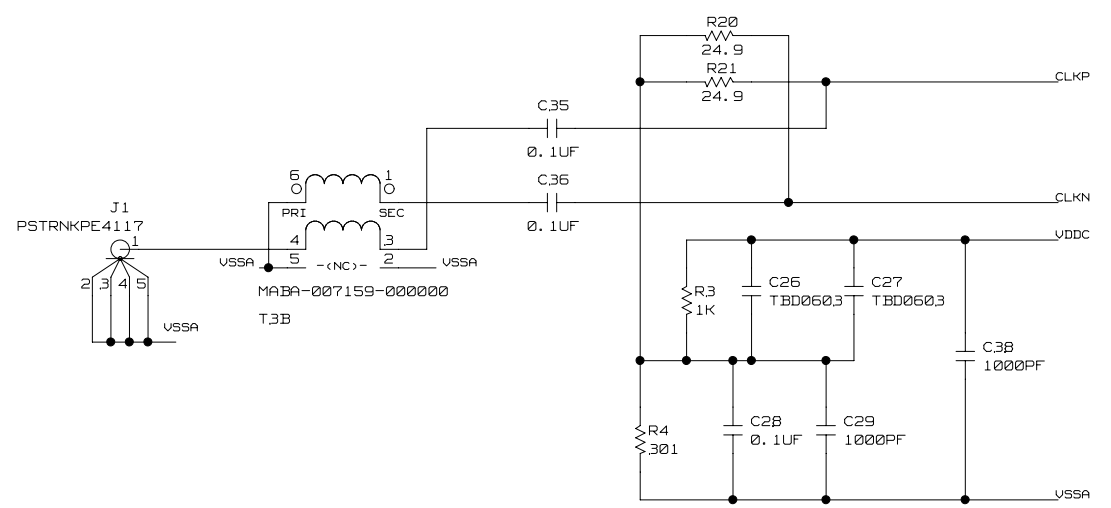 R20
24.9
R21
24.9
CLKP
C35
0.1UF
C36
0.1UF
CLKN
6
1
PRI
SEC
J1
PSTRNKPE4117
1
4
3
VSSA
5
-(NC)-
2
VSSA
MABA-007159-000000
T3B
2
3
4
5
VSSA
VDDC
R3
1K
C26
TBD0603
C27
TBD0603
C38
1000PF
R4
301
C28
0.1UF
C29
1000PF
VSSA